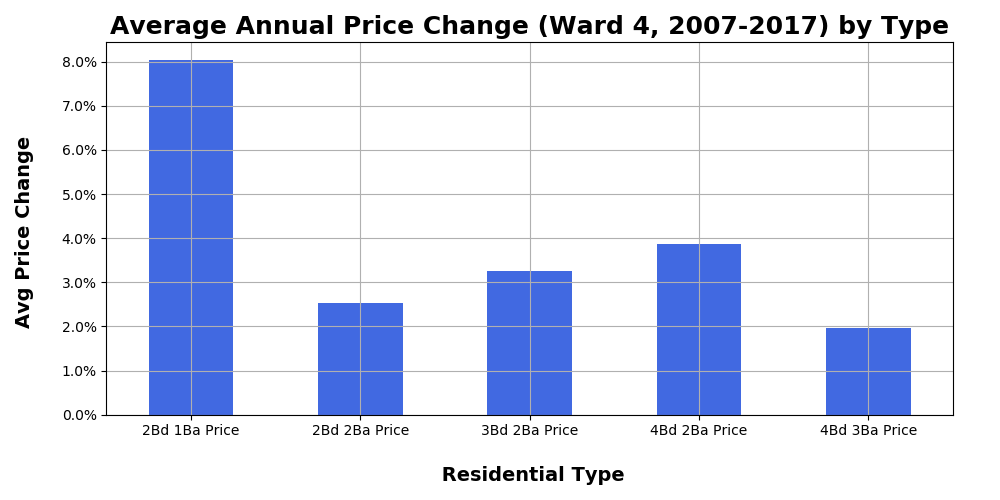 Average Annual Price Change (Ward 4, 2007-2017) by Type
Avg Price Change
8.0%
7.0%
6.0%
5.0%
4.0%
3.0%
2.0%
1.0%
0.0%
2Bd 1Ba Price
2Bd 2Ba Price
3Bd 2Ba Price
4Bd 2Ba Price
4Bd 3Ba Price
Residential Type